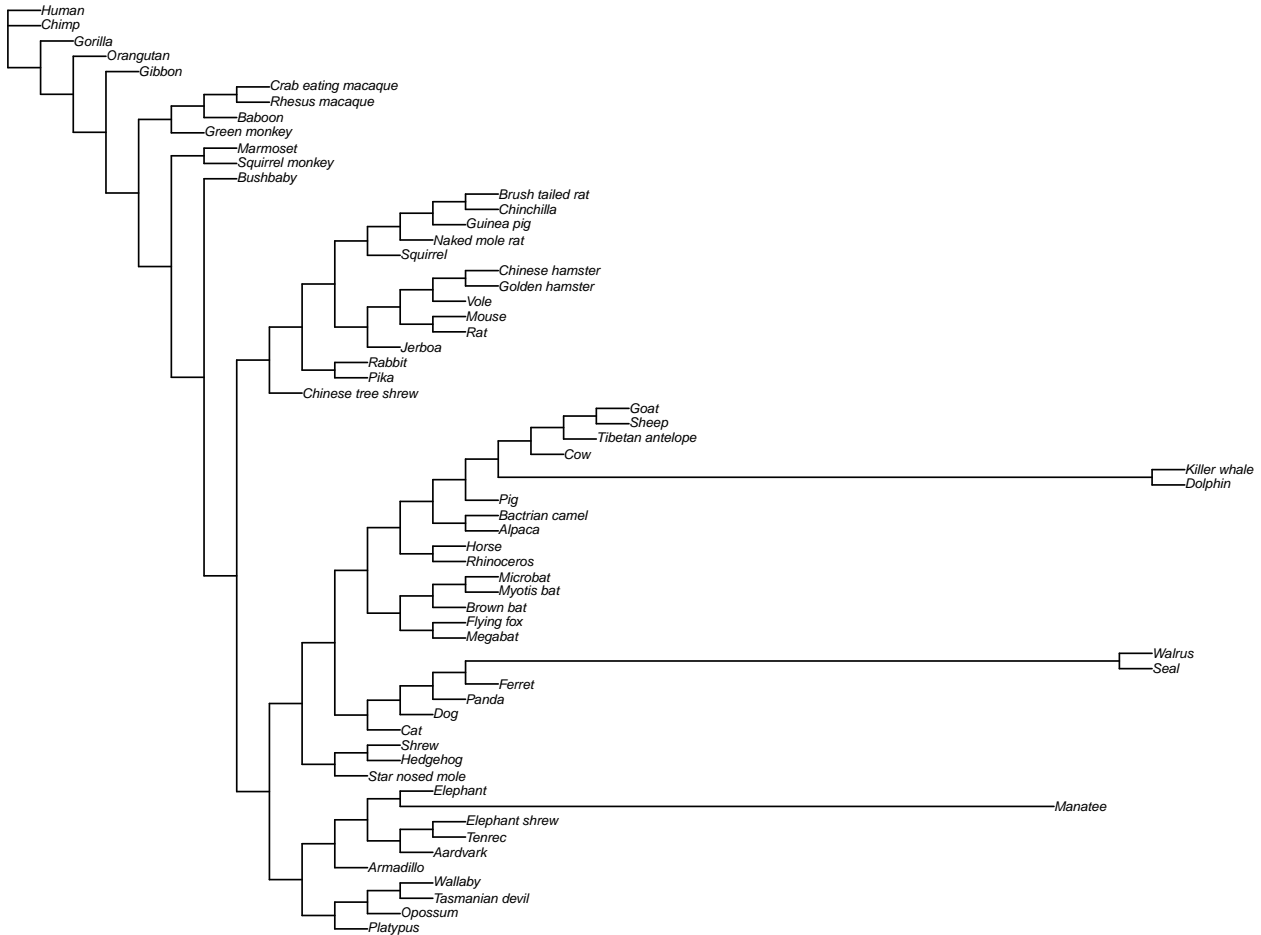 Human
Chimp
Gorilla
Orangutan
Gibbon
Crab eating macaque
Rhesus macaque
Baboon
Green monkey
Marmoset
Squirrel monkey
Bushbaby
Brush tailed rat
Chinchilla
Guinea pig
Naked mole rat
Squirrel
Chinese hamster
Golden hamster
Vole
Mouse
Rat
Jerboa
Rabbit
Pika
Chinese tree shrew
Goat
Sheep
Tibetan antelope
Cow
Killer whale
Dolphin
Pig
Bactrian camel
Alpaca
Horse
Rhinoceros
Microbat
Myotis bat
Brown bat
Flying fox
Megabat
Walrus
Seal
Ferret
Panda
Dog
Cat
Shrew
Hedgehog
Star nosed mole
Elephant
Manatee
Elephant shrew
Tenrec
Aardvark
Armadillo
Wallaby
Tasmanian devil
Opossum
Platypus